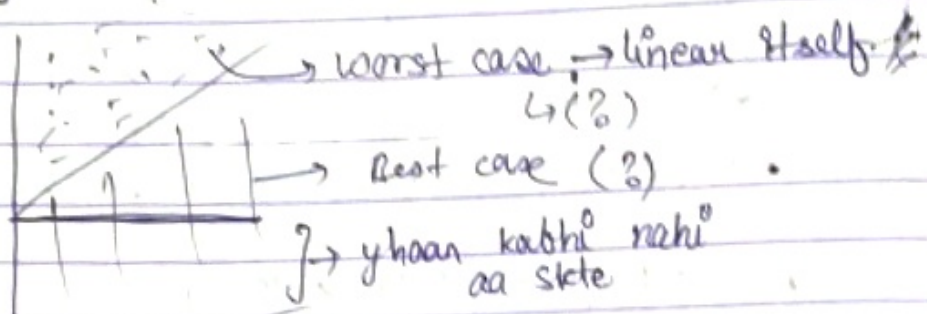 → worst case → linear itself.
↳ (?)
→ Best case (?)
} → yhaan kabhi nahi
aa skte